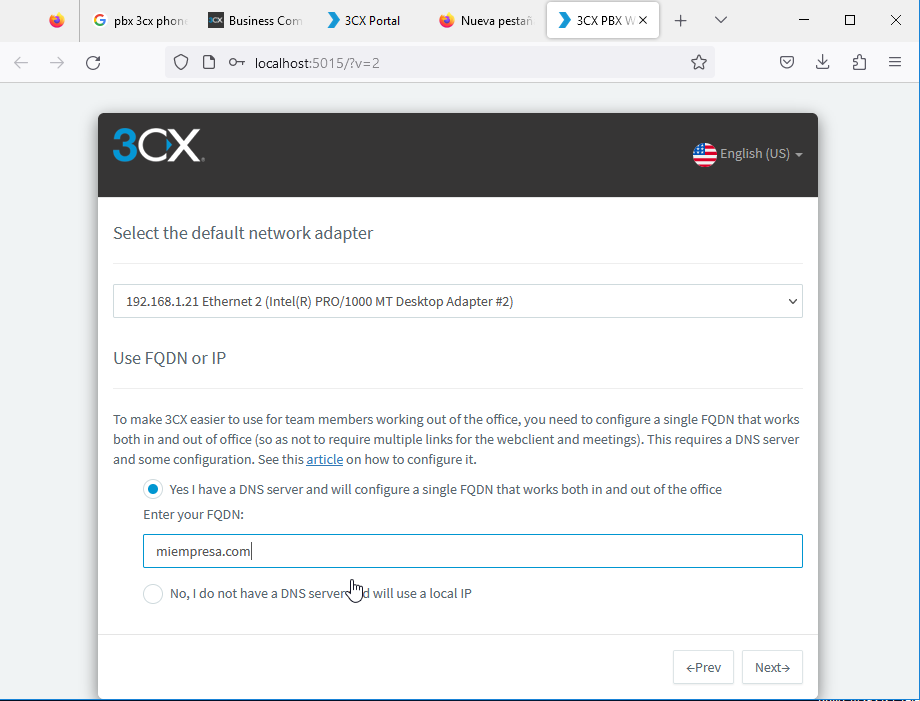 pbx 3cx phon
3CX
Business Com
3CX Portal
Nueva pestañ
3CX PBX W
localhost:5015/?v=2
3CX
English (US)
Select the default network adapter
192.168.1.21 Ethernet 2 (Intel(R) PRO/1000 MT Desktop Adapter #2)
Use FQDN or IP
To make 3CX easier to use for team members working out of the office, you need to configure a single FQDN that works
both in and out of office (so as not to require multiple links for the webclient and meetings). This requires a DNS server
and some configuration. See this article on how to configure it.
Yes I have a DNS server and will configure a single FQDN that works both in and out of the office
Enter your FQDN:
miempresa.com
No, I do not have a DNS server and will use a local IP
←Prev
Next→